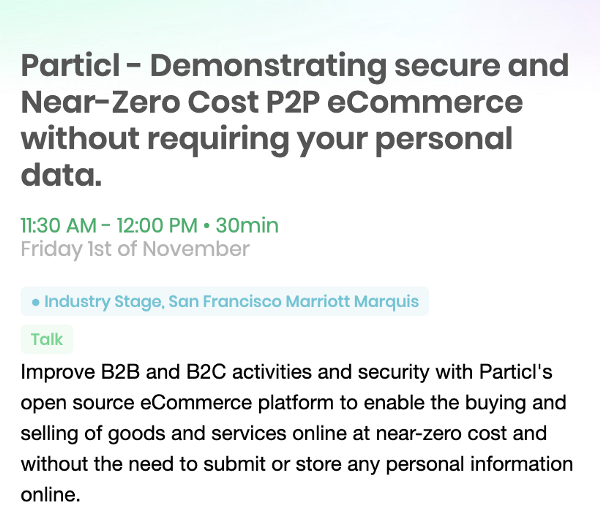 Particl - Demonstrating secure and
Near-Zero Cost P2P eCommerce
without requiring your personal
data.
11:30 AM - 12:00 PM • 30min
Friday 1st of November
• Industry Stage, San Francisco Marriott Marquis
Talk
Improve B2B and B2C activities and security with Particl's
open source eCommerce platform to enable the buying and
selling of goods and services online at near-zero cost and
without the need to submit or store any personal information
online.